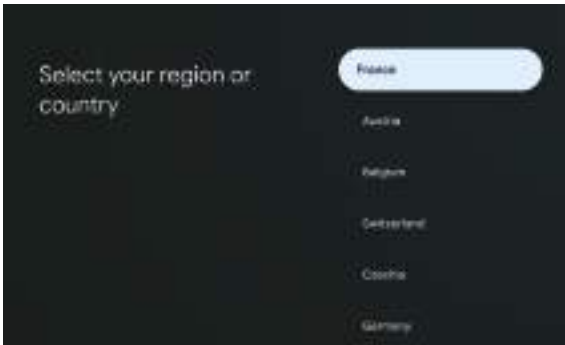 Select your region or
country
France
Austria
Belgium
Switzerland
Czechia
Germany